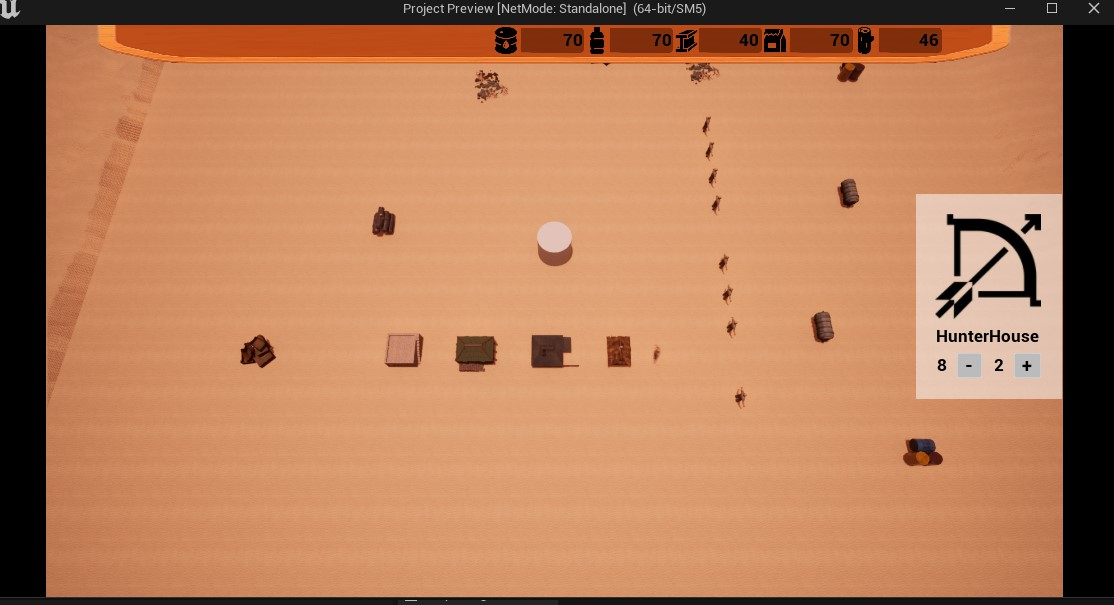 Project Preview [NetMode: Standalone] (64-bit/SM5)
70 70 40 70 46
HunterHouse
8 - 2 +